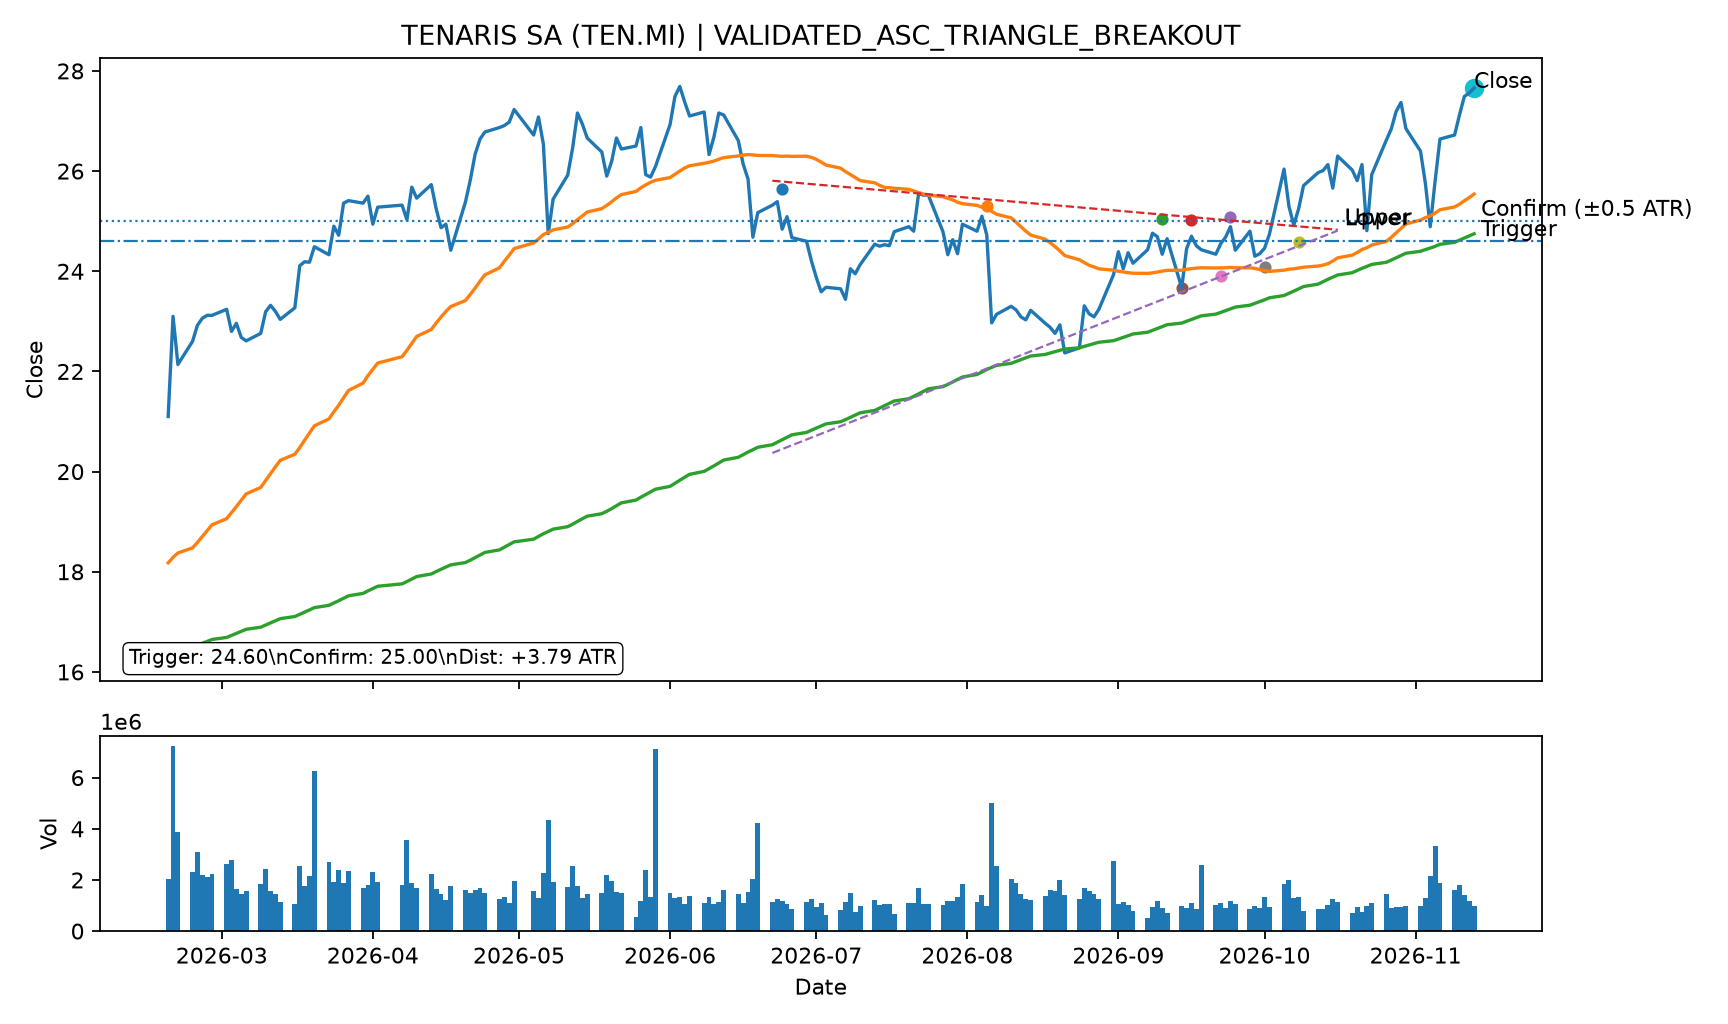 TENARIS SA (TEN.MI) | VALIDATED_ASC_TRIANGLE_BREAKOUT
Close
28
26
24
22
20
18
16
Close
Confirm (±0.5 ATR)
Trigger
Upper
Lower
Trigger: 24.60\nConfirm: 25.00\nDist: +3.79 ATR
1e6
Vol
6
4
2
0
2026-03
2026-04
2026-05
2026-06
2026-07
2026-08
2026-09
2026-10
2026-11
Date